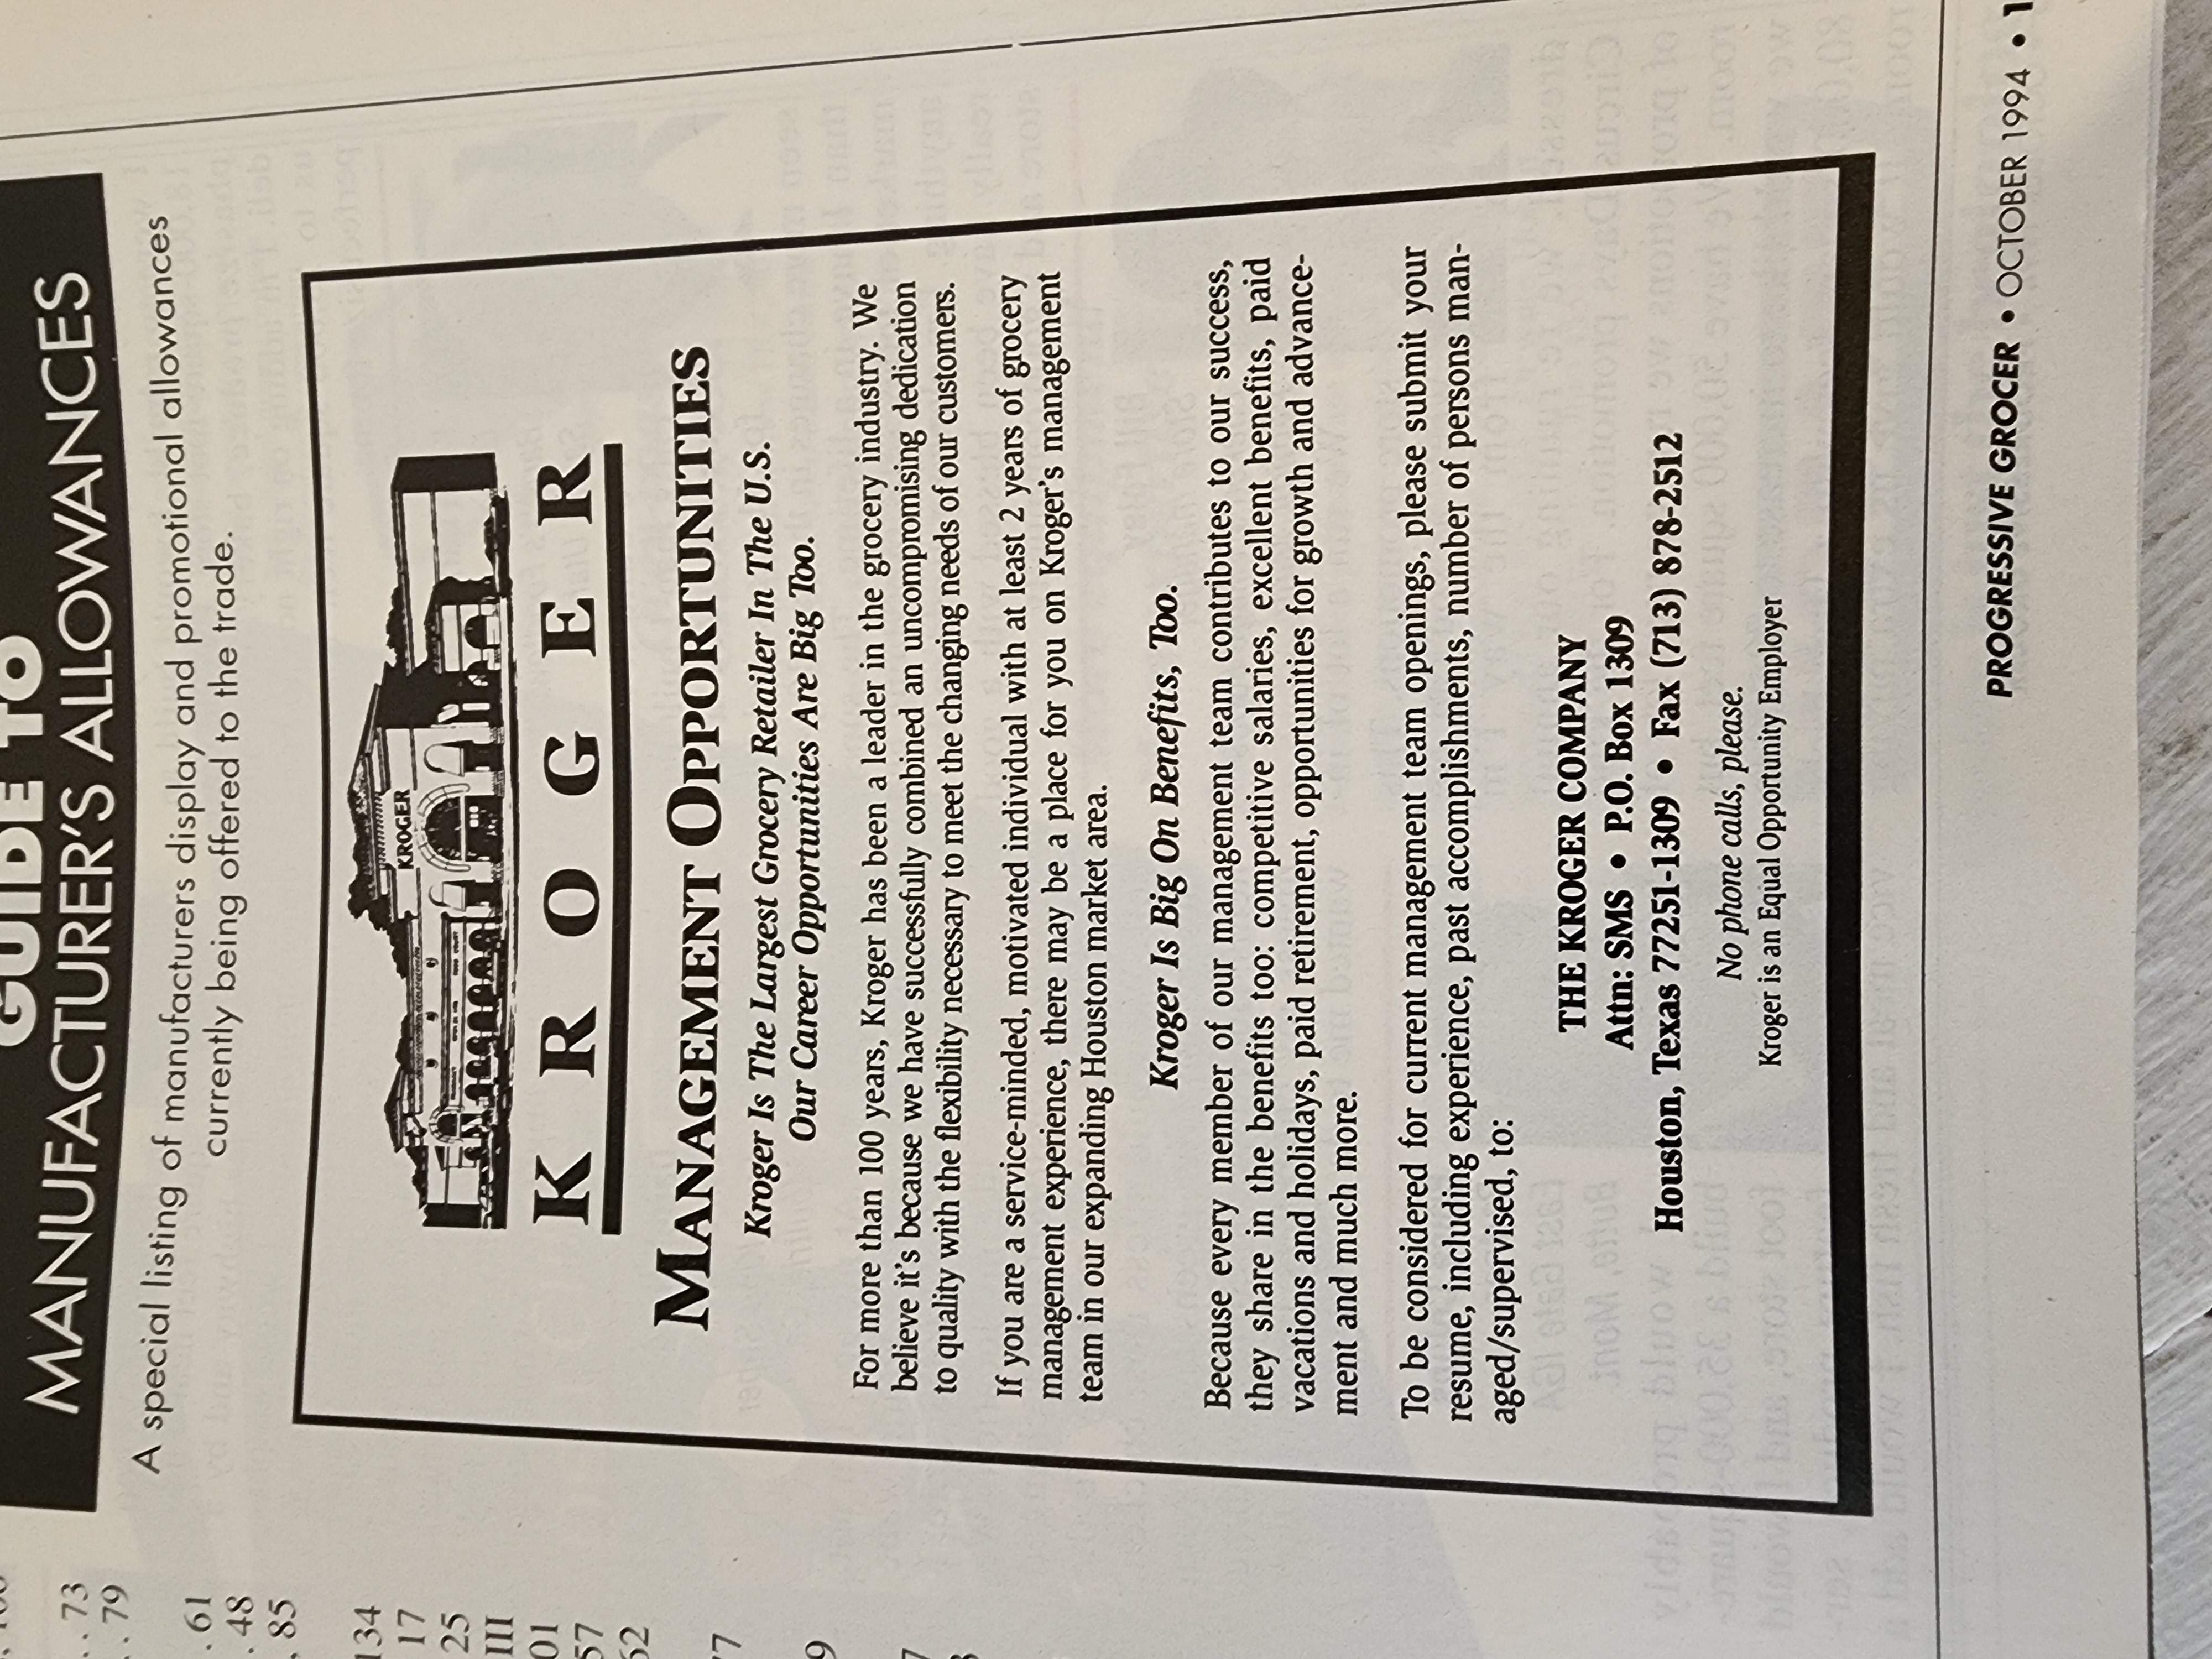 GUIDE TO
MANUFACTURER'S ALLOWANCES
A special listing of manufacturers display and promotional allowances
currently being offered to the trade.
73
79
61
48
85
134
17
25
III
01
57
62
KROGER
KROGER
MANAGEMENT OPPORTUNITIES
Kroger Is The Largest Grocery Retailer In The U.S.
Our Career Opportunities Are Big Too.
For more than 100 years, Kroger has been a leader in the grocery industry. We
believe it's because we have successfully combined an uncompromising dedication
to quality with the flexibility necessary to meet the changing needs of our customers.
If you are a service-minded, motivated individual with at least 2 years of grocery
management experience, there may be a place for you on Kroger's management
team in our expanding Houston market area.
Kroger Is Big On Benefits, Too.
Because every member of our management team contributes to our success,
they share in the benefits too: competitive salaries, excellent benefits, paid
vacations and holidays, paid retirement, opportunities for growth and advance-
ment and much more.
To be considered for current management team openings, please submit your
resume, including experience, past accomplishments, number of persons man-
aged/supervised, to:
THE KROGER COMPANY
Attn: SMS • P.O. Box 1309
Houston, Texas 77251-1309 • Fax (713) 878-2512
No phone calls, please.
Kroger is an Equal Opportunity Employer
PROGRESSIVE GROCER • OCTOBER 1994 • 1